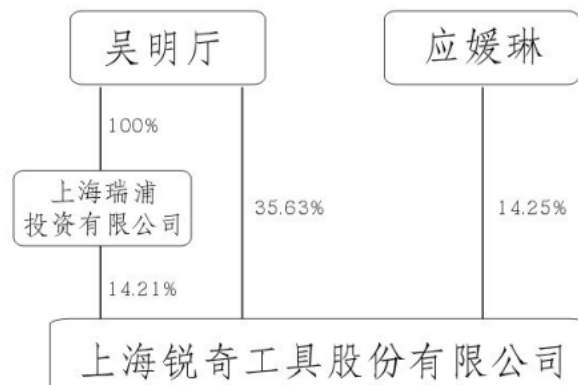 吴明厅
应媛琳
100%
上海瑞浦
投资有限公司
35.63%
14.25%
14.21%
上海锐奇工具股份有限公司